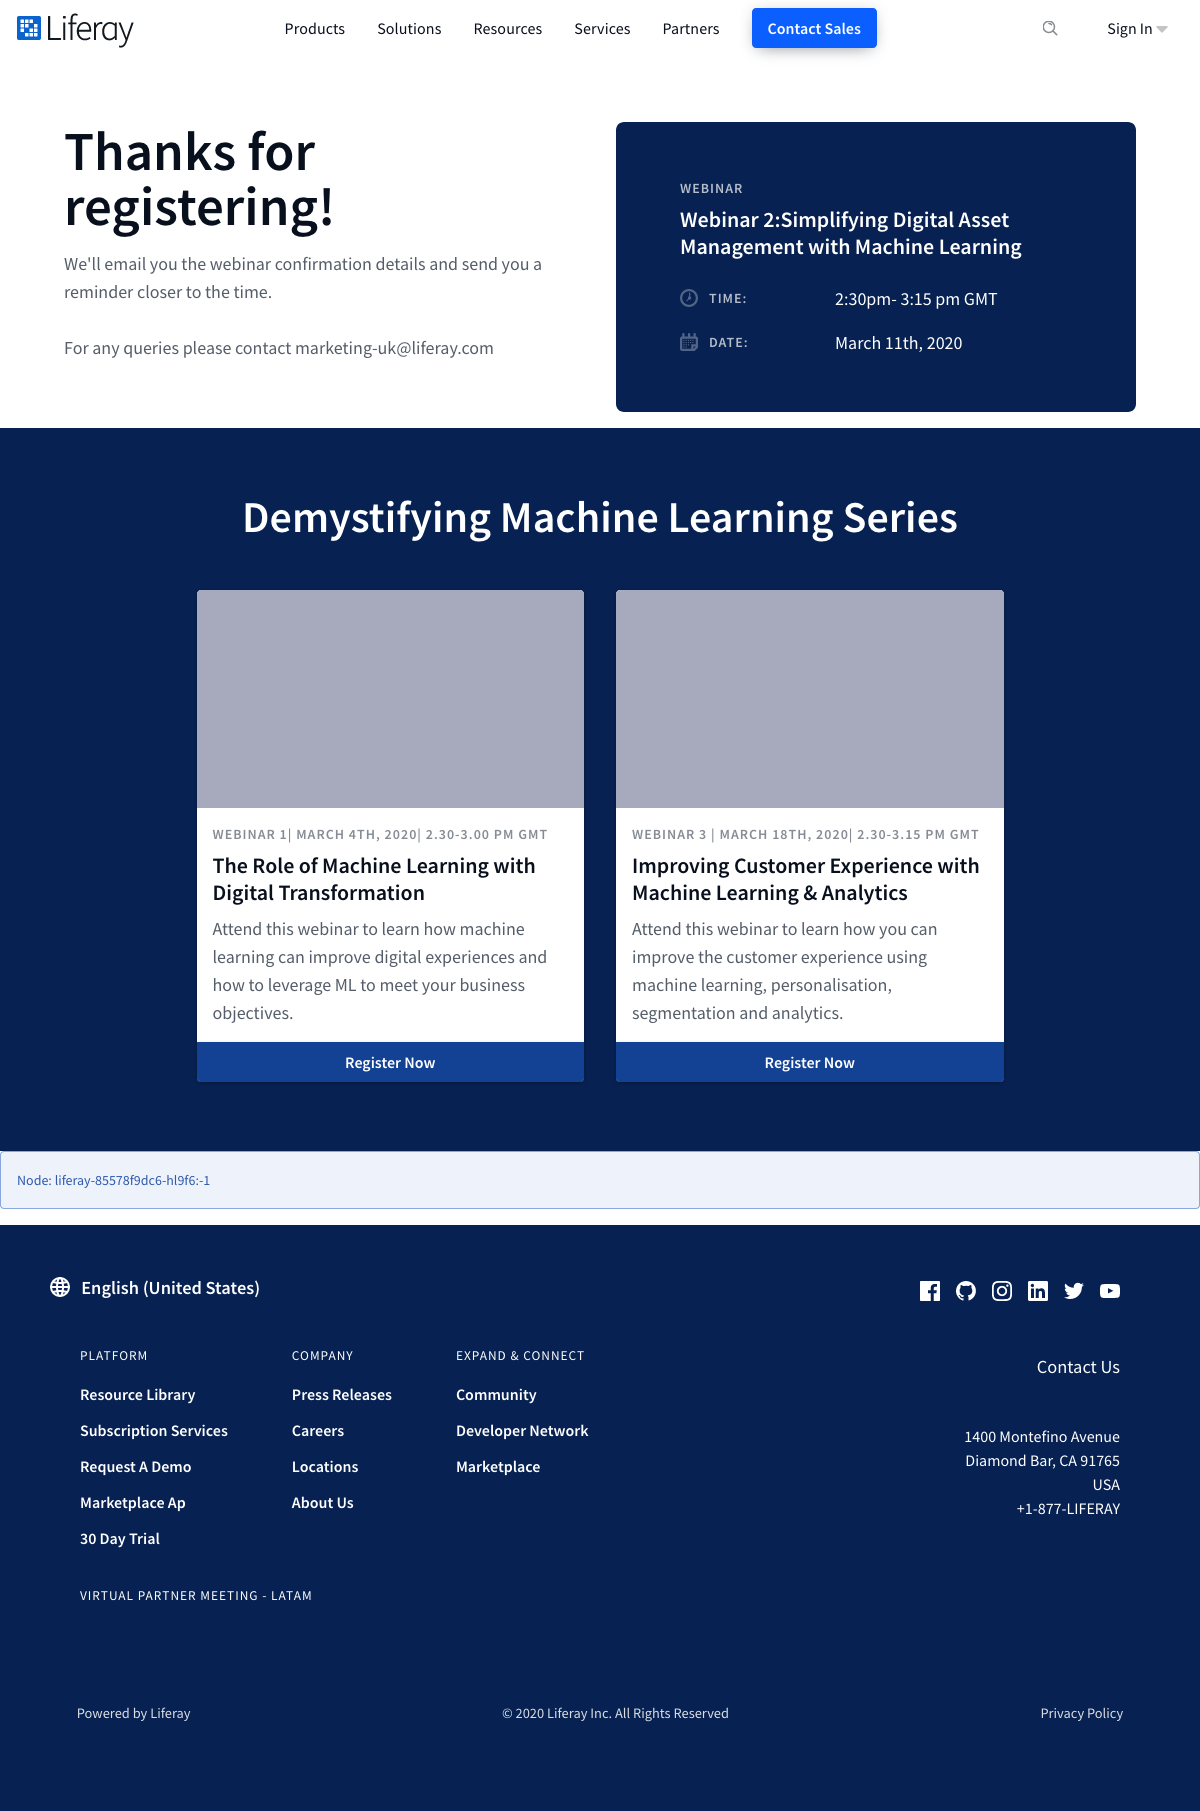 Liferay
Products Solutions Resources Services Partners Contact Sales Sign In
Thanks for
registering!
We'll email you the webinar confirmation details and send you a
reminder closer to the time.
For any queries please contact marketing-uk@liferay.com
WEBINAR
Webinar 2:Simplifying Digital Asset
Management with Machine Learning
TIME: 2:30pm- 3:15 pm GMT
DATE: March 11th, 2020
Demystifying Machine Learning Series
WEBINAR 1| MARCH 4TH, 2020| 2.30-3.00 PM GMT
The Role of Machine Learning with
Digital Transformation
Attend this webinar to learn how machine
learning can improve digital experiences and
how to leverage ML to meet your business
objectives.
Register Now
WEBINAR 3 | MARCH 18TH, 2020| 2.30-3.15 PM GMT
Improving Customer Experience with
Machine Learning & Analytics
Attend this webinar to learn how you can
improve the customer experience using
machine learning, personalisation,
segmentation and analytics.
Register Now
Node: liferay-85578f9dc6-hl9f6:-1
English (United States)
PLATFORM
Resource Library
Subscription Services
Request A Demo
Marketplace Ap
30 Day Trial
COMPANY
Press Releases
Careers
Locations
About Us
EXPAND & CONNECT
Community
Developer Network
Marketplace
Contact Us
1400 Montefino Avenue
Diamond Bar, CA 91765
USA
+1-877-LIFERAY
VIRTUAL PARTNER MEETING - LATAM
Powered by Liferay
© 2020 Liferay Inc. All Rights Reserved
Privacy Policy